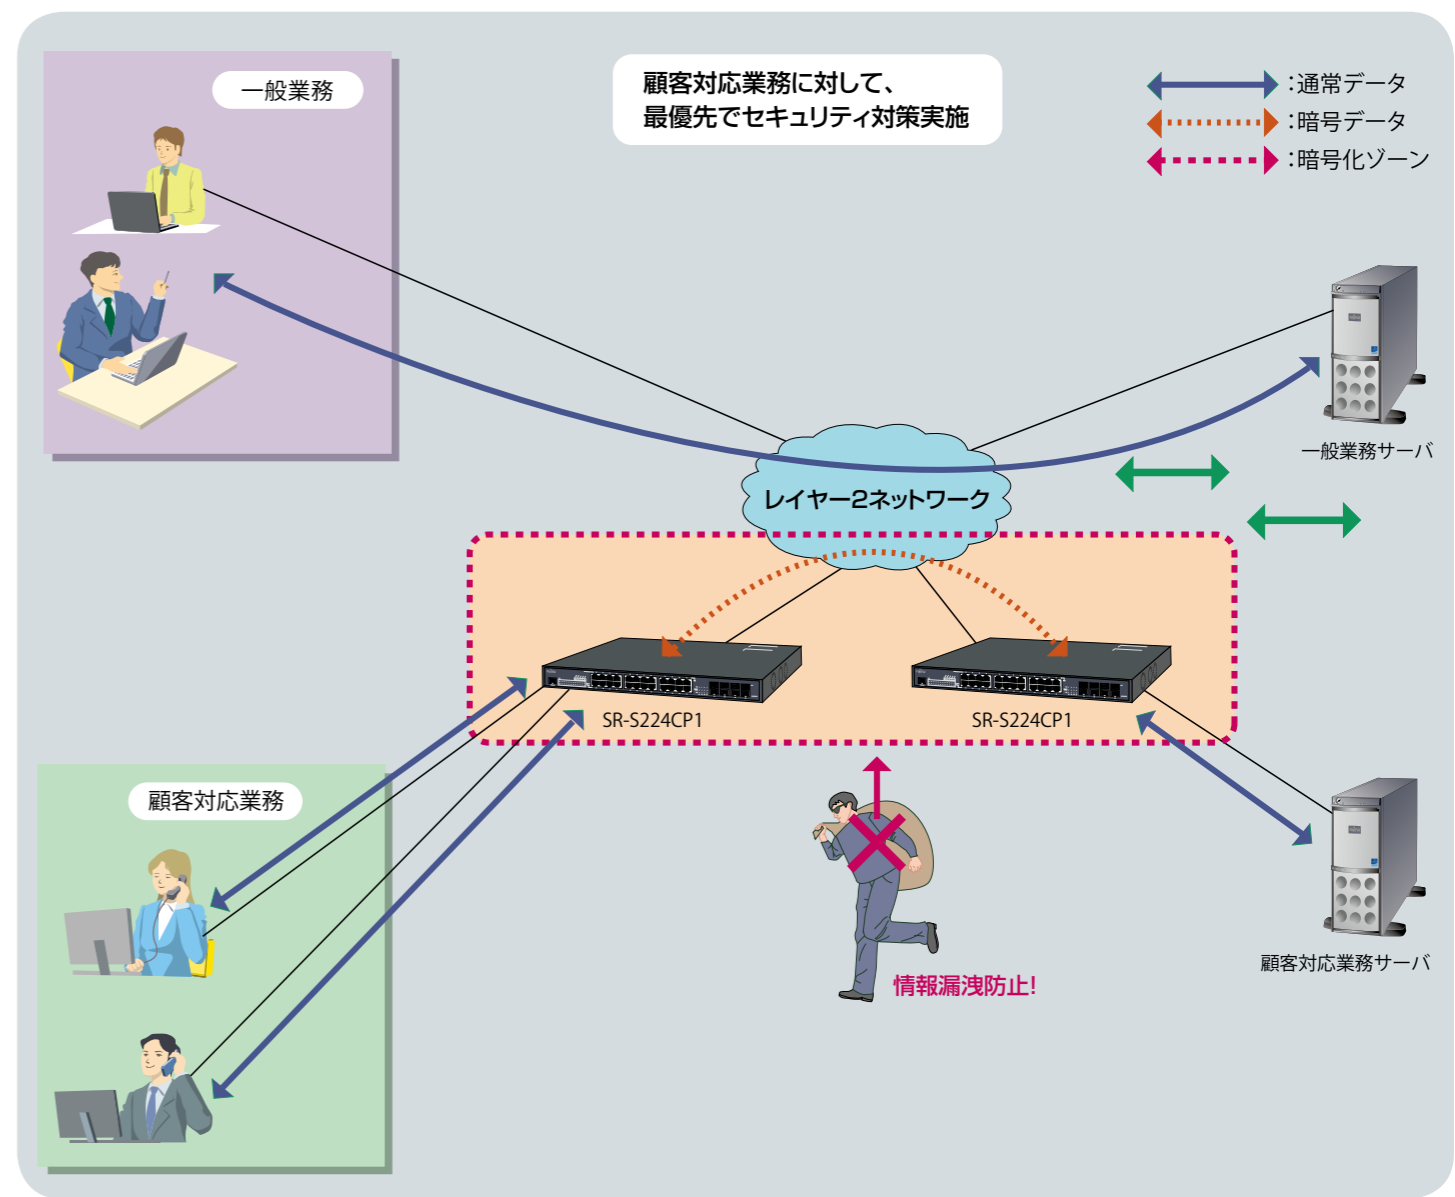 一般業務
顧客対応業務に対して、
最優先でセキュリティ対策実施
:通常データ
:暗号データ
:暗号化ゾーン
一般業務サーバ
レイヤー2ネットワーク
SR-S224CP1
SR-S224CP1
顧客対応業務
顧客対応業務サーバ
情報漏洩防止!